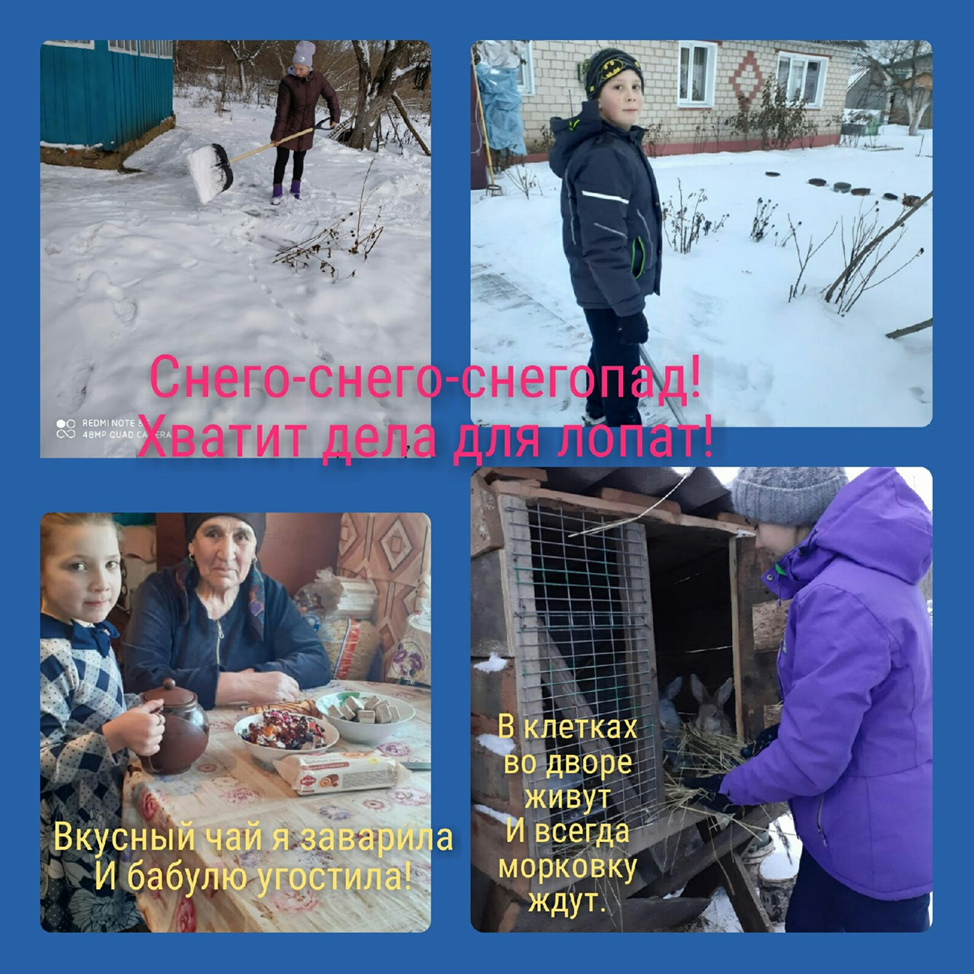 Снего-снего-снегопад!
Хватит дела для лопат!
REDMI NOTE 8
48MP QUAD CAMERA
Вкусный чай я заварила
И бабулю угостила!
В клетках
во дворе
живут
И всегда
морковку
ждут.